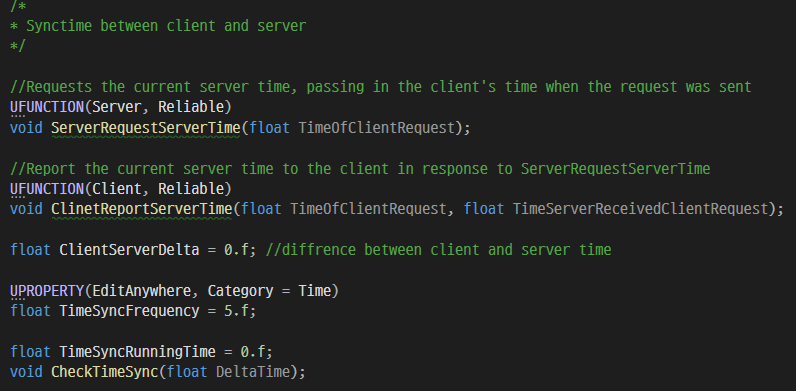 /*
* Synctime between client and server
*/
//Requests the current server time, passing in the client's time when the request was sent
UFUNCTION(Server, Reliable)
void ServerRequestServerTime(float TimeOfClientRequest);
//Report the current server time to the client in response to ServerRequestServerTime
UFUNCTION(Client, Reliable)
void ClinetReportServerTime(float TimeOfClientRequest, float TimeServerReceivedClientRequest);
float ClientServerDelta = 0.f; //diffrence between client and server time
UPROPERTY(EditAnywhere, Category = Time)
float TimeSyncFrequency = 5.f;
float TimeSyncRunningTime = 0.f;
void CheckTimeSync(float DeltaTime);